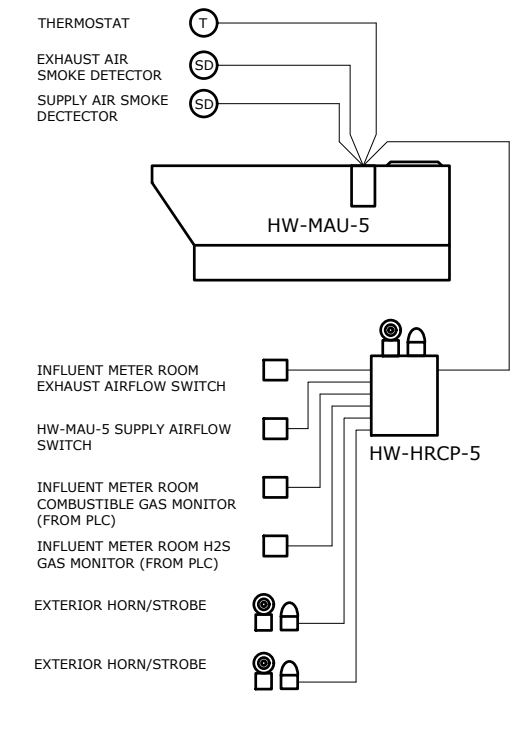 THERMOSTAT
T
EXHAUST AIR
SMOKE DETECTOR
SD
SUPPLY AIR SMOKE
DECTECTOR
SD
HW-MAU-5
INFLUENT METER ROOM
EXHAUST AIRFLOW SWITCH
HW-MAU-5 SUPPLY AIRFLOW
SWITCH
HW-HRCP-5
INFLUENT METER ROOM
COMBUSTIBLE GAS MONITOR
(FROM PLC)
INFLUENT METER ROOM H2S
GAS MONITOR (FROM PLC)
EXTERIOR HORN/STROBE
EXTERIOR HORN/STROBE